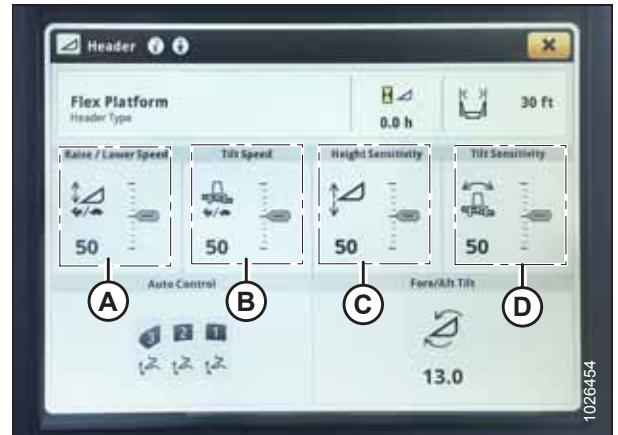 Header
Flex Platform
Header Type
0.0 h
30 ft
Raise / Lower Speed
Tilt Speed
Height Sensitivity
Tilt Sensitivity
50
50
50
50
A
B
C
D
Auto Control
Fore/Aft Tilt
3 2 1
13.0
1026454